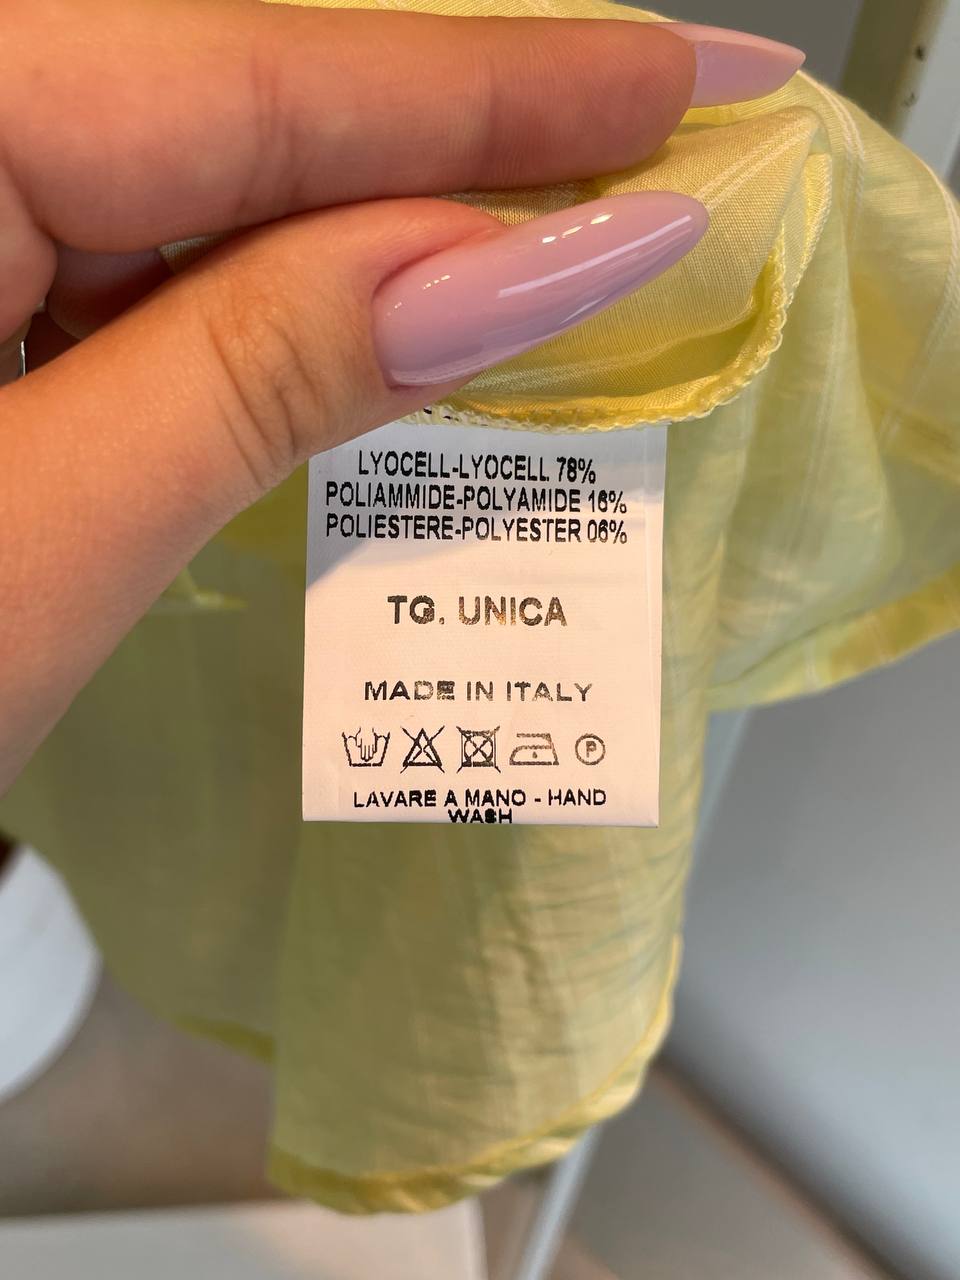 LYOCELL-LYOCELL 78%
POLIAMMIDE-POLYAMIDE 16%
POLIESTERE-POLYESTER 06%
TG. UNICA
MADE IN ITALY
P
LAVARE A MANO - HAND
WASH